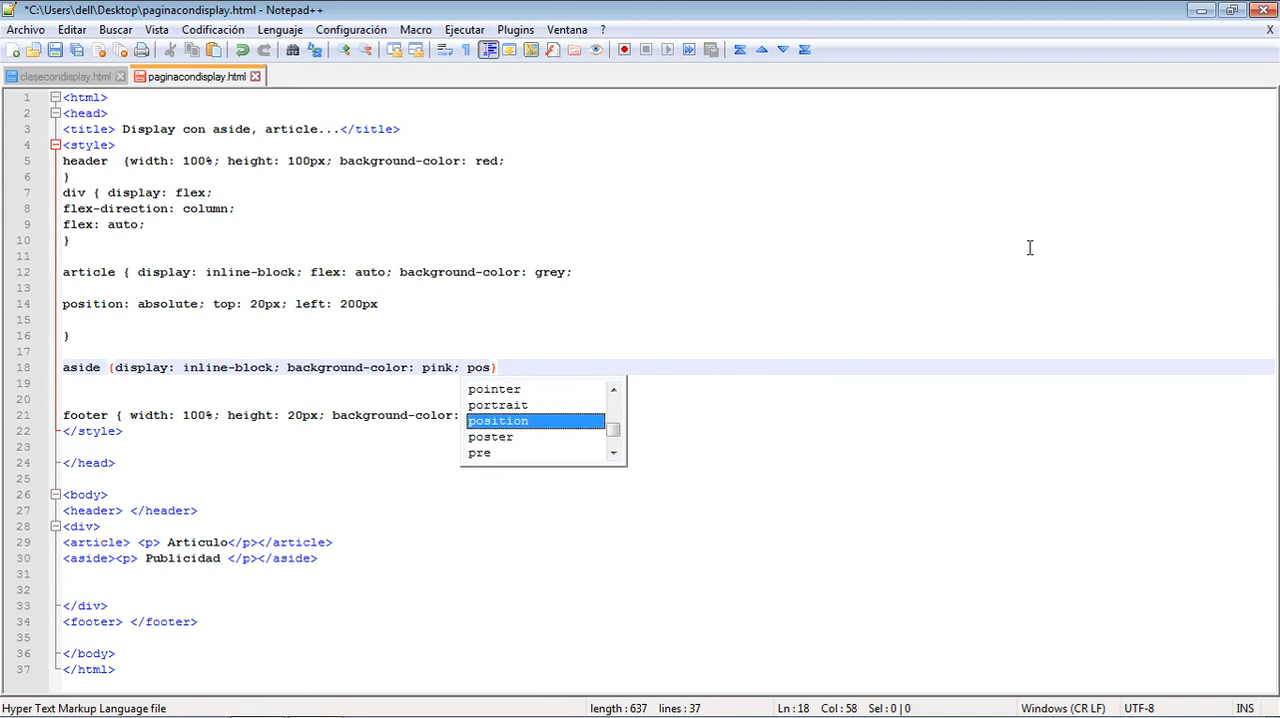 *C:\Users\dell\Desktop\paginacondisplay.html - Notepad++
Archivo Editar Buscar Vista Codificación Lenguaje Configuración Macro Ejecutar Plugins Ventana ? X
clasecondisplay.html paginacondisplay.html
1 <html>
2 <head>
3 <title> Display con aside, article...</title>
4 <style>
5 header {width: 100%; height: 100px; background-color: red;
6 }
7 div { display: flex;
8 flex-direction: column;
9 flex: auto;
10 }
11
12 article { display: inline-block; flex: auto; background-color: grey;
13
14 position: absolute; top: 20px; left: 200px
15
16 }
17
18 aside {display: inline-block; background-color: pink; pos}
19
pointer
portrait
position
poster
pre
20
21 footer { width: 100%; height: 20px; background-color:
22 </style>
23
24 </head>
25
26 <body>
27 <header> </header>
28 <div>
29 <article> <p> Articulo</p></article>
30 <aside><p> Publicidad </p></aside>
31
32
33 </div>
34 <footer> </footer>
35
36 </body>
37 </html>
Hyper Text Markup Language file length : 637 lines : 37 Ln : 18 Col : 58 Sel : 0 | 0 Windows (CR LF) UTF-8 INS